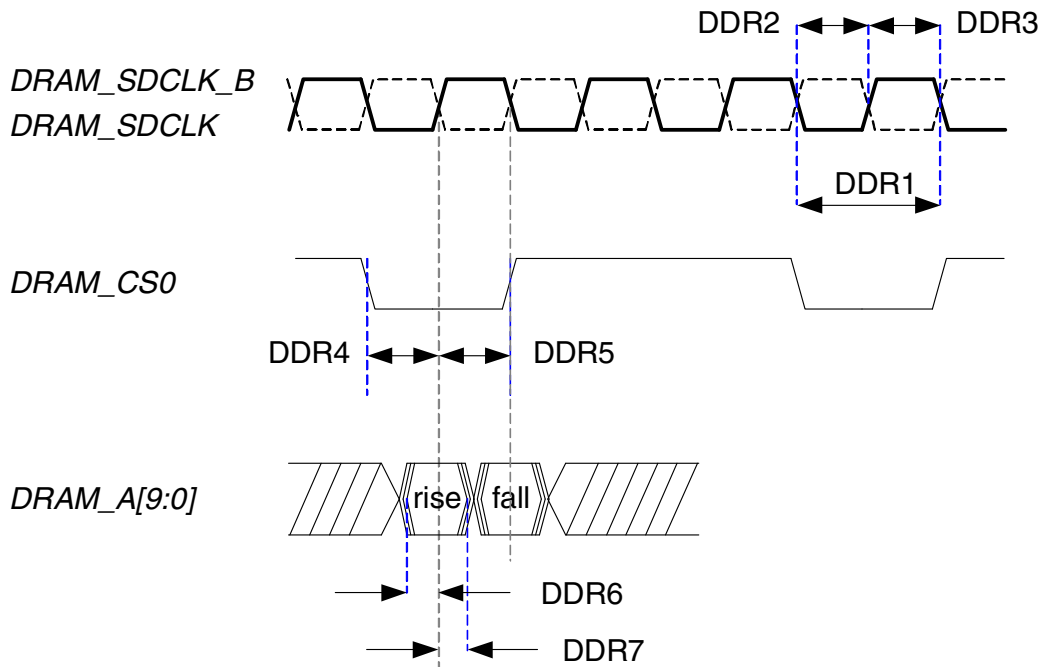 DDR2
DDR3
DRAM_SDCLK_B
DRAM_SDCLK
DDR1
DRAM_CS0
DDR4
DDR5
DRAM_A[9:0]
rise
fall
DDR6
DDR7